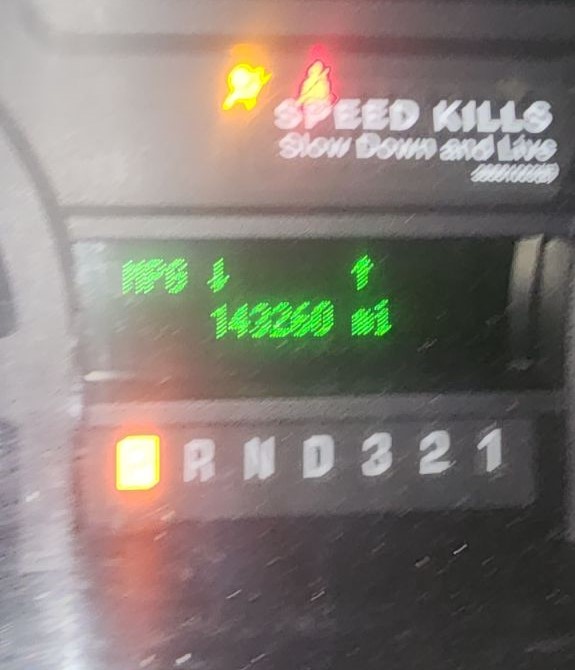 SPEED KILLS
Slow Down and Live
MPG ↓ ↑
143260 mi
R N D 3 2 1